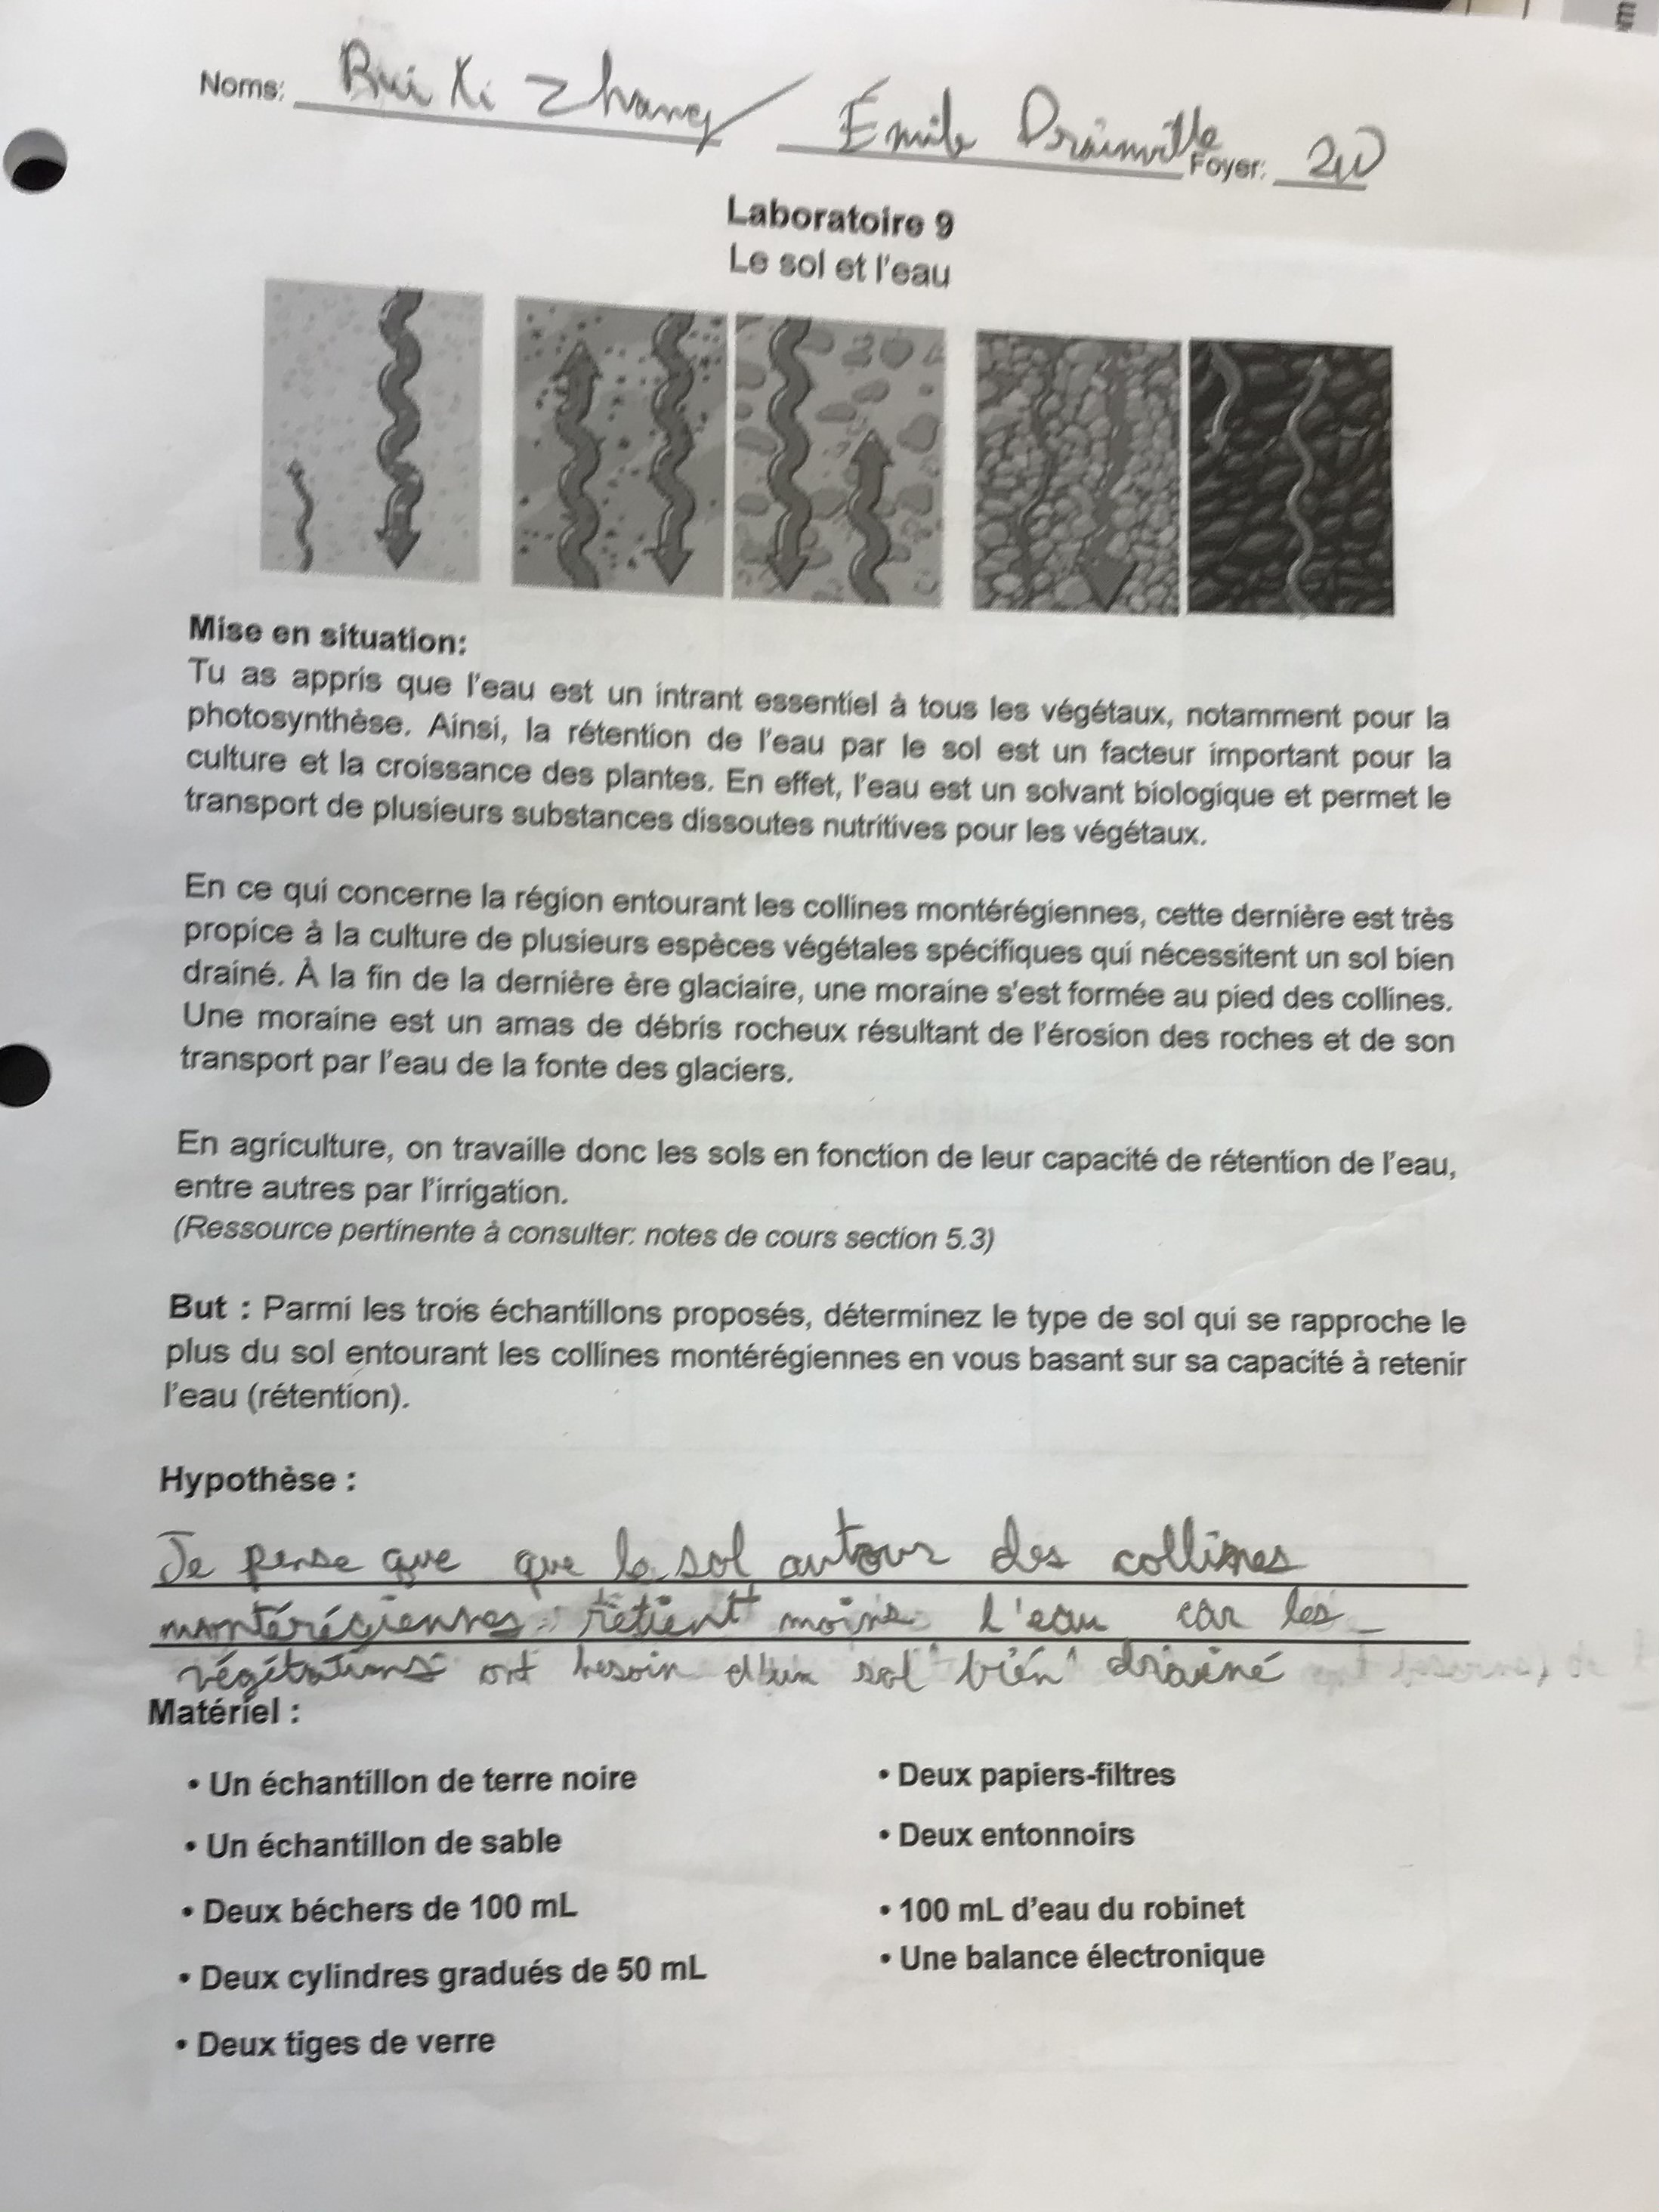 Noms: Rui Xi Zhang / Émile Drainville Foyer: 20
Laboratoire 9
Le sol et l'eau
Mise en situation:
Tu as appris que l'eau est un intrant essentiel à tous les végétaux, notamment pour la
photosynthèse. Ainsi, la rétention de l'eau par le sol est un facteur important pour la
culture et la croissance des plantes. En effet, l'eau est un solvant biologique et permet le
transport de plusieurs substances dissoutes nutritives pour les végétaux.
En ce qui concerne la région entourant les collines montérégiennes, cette dernière est très
propice à la culture de plusieurs espèces végétales spécifiques qui nécessitent un sol bien
drainé. À la fin de la dernière ère glaciaire, une moraine s'est formée au pied des collines.
Une moraine est un amas de débris rocheux résultant de l'érosion des roches et de son
transport par l'eau de la fonte des glaciers.
En agriculture, on travaille donc les sols en fonction de leur capacité de rétention de l'eau,
entre autres par l'irrigation.
(Ressource pertinente à consulter: notes de cours section 5.3)
But : Parmi les trois échantillons proposés, déterminez le type de sol qui se rapproche le
plus du sol entourant les collines montérégiennes en vous basant sur sa capacité à retenir
l'eau (rétention).
Hypothèse :
Je pense que que le sol autour des collines
montérégiennes retient moins l'eau car les
végétations ont besoin d'un sol bien drainé
Matériel :
• Un échantillon de terre noire
• Deux papiers-filtres
• Un échantillon de sable
• Deux entonnoirs
• Deux béchers de 100 mL
• 100 mL d'eau du robinet
• Deux cylindres gradués de 50 mL
• Une balance électronique
• Deux tiges de verre